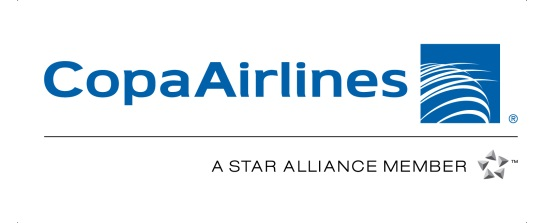 CopaAirlines ®
A STAR ALLIANCE MEMBER ™